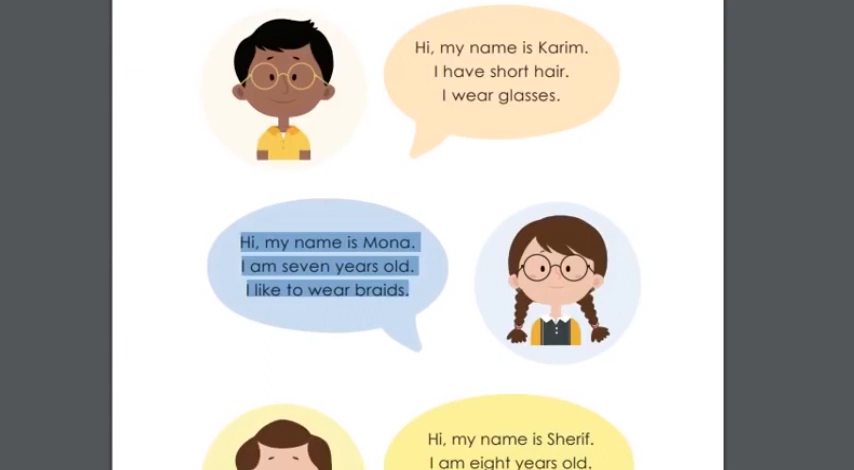 Hi, my name is Karim.
I have short hair.
I wear glasses.
Hi, my name is Mona.
I am seven years old.
I like to wear braids.
Hi, my name is Sherif.
I am eight years old.